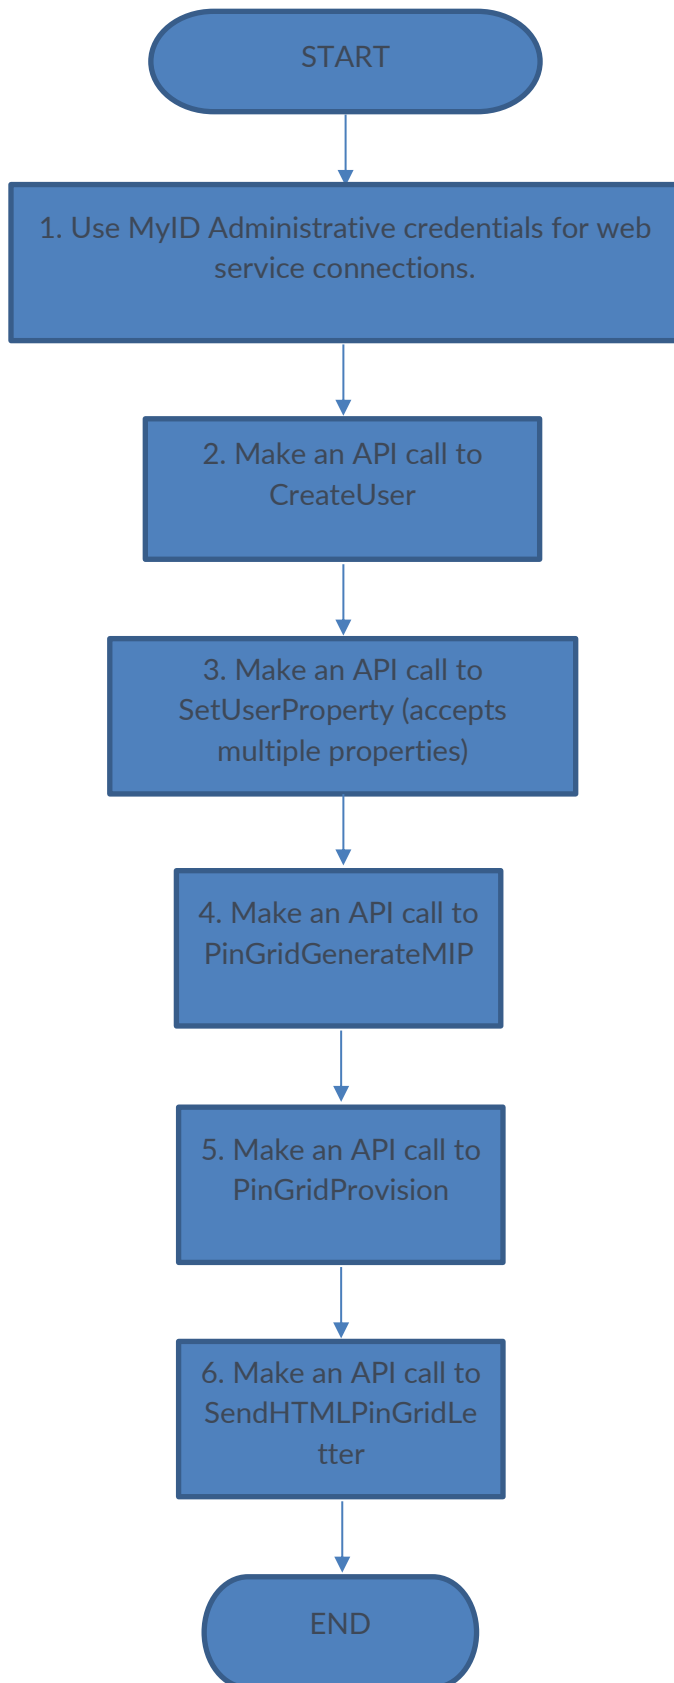 START
1. Use MyID Administrative credentials for web
service connections.
2. Make an API call to
CreateUser
3. Make an API call to
SetUserProperty (accepts
multiple properties)
4. Make an API call to
PinGridGenerateMIP
5. Make an API call to
PinGridProvision
6. Make an API call to
SendHTMLPinGridLe
tter
END